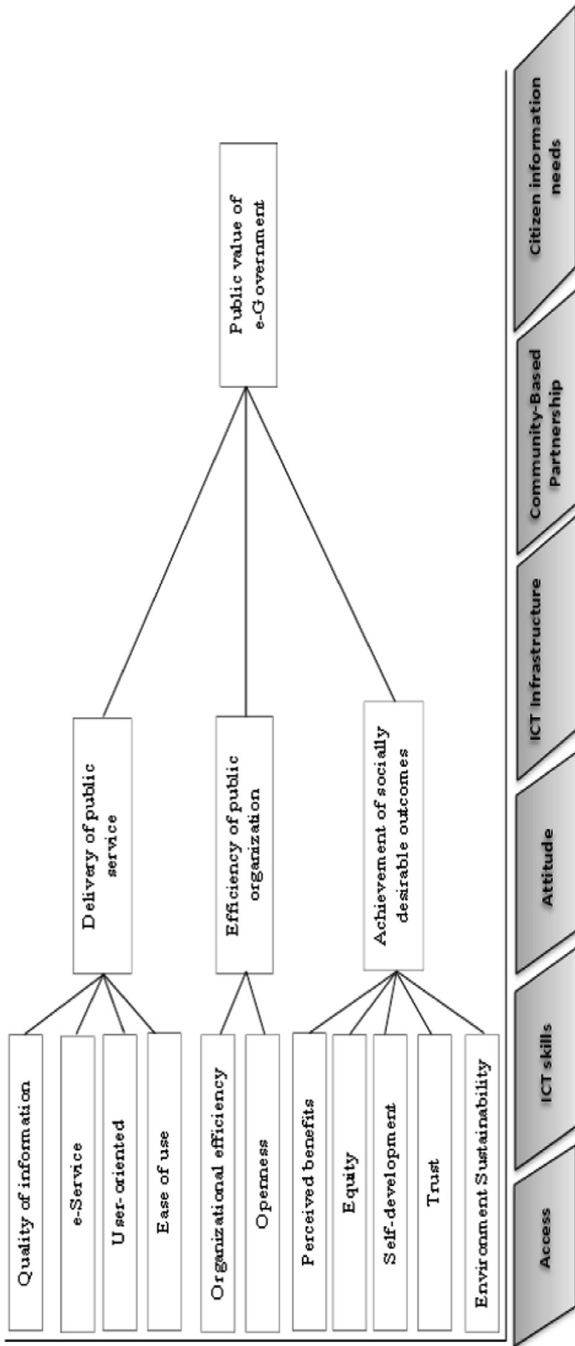 Quality of information
e-Service
User-oriented
Ease of use
Organizational efficiency
Openness
Perceived benefits
Equity
Self-development
Trust
Environment Sustainability
Delivery of public
service
Efficiency of public
organization
Achievement of socially
desirable outcomes
Public value of
e-Government
Access
ICT skills
Attitude
ICT Infrastructure
Community-Based
Partnership
Citizen information
needs